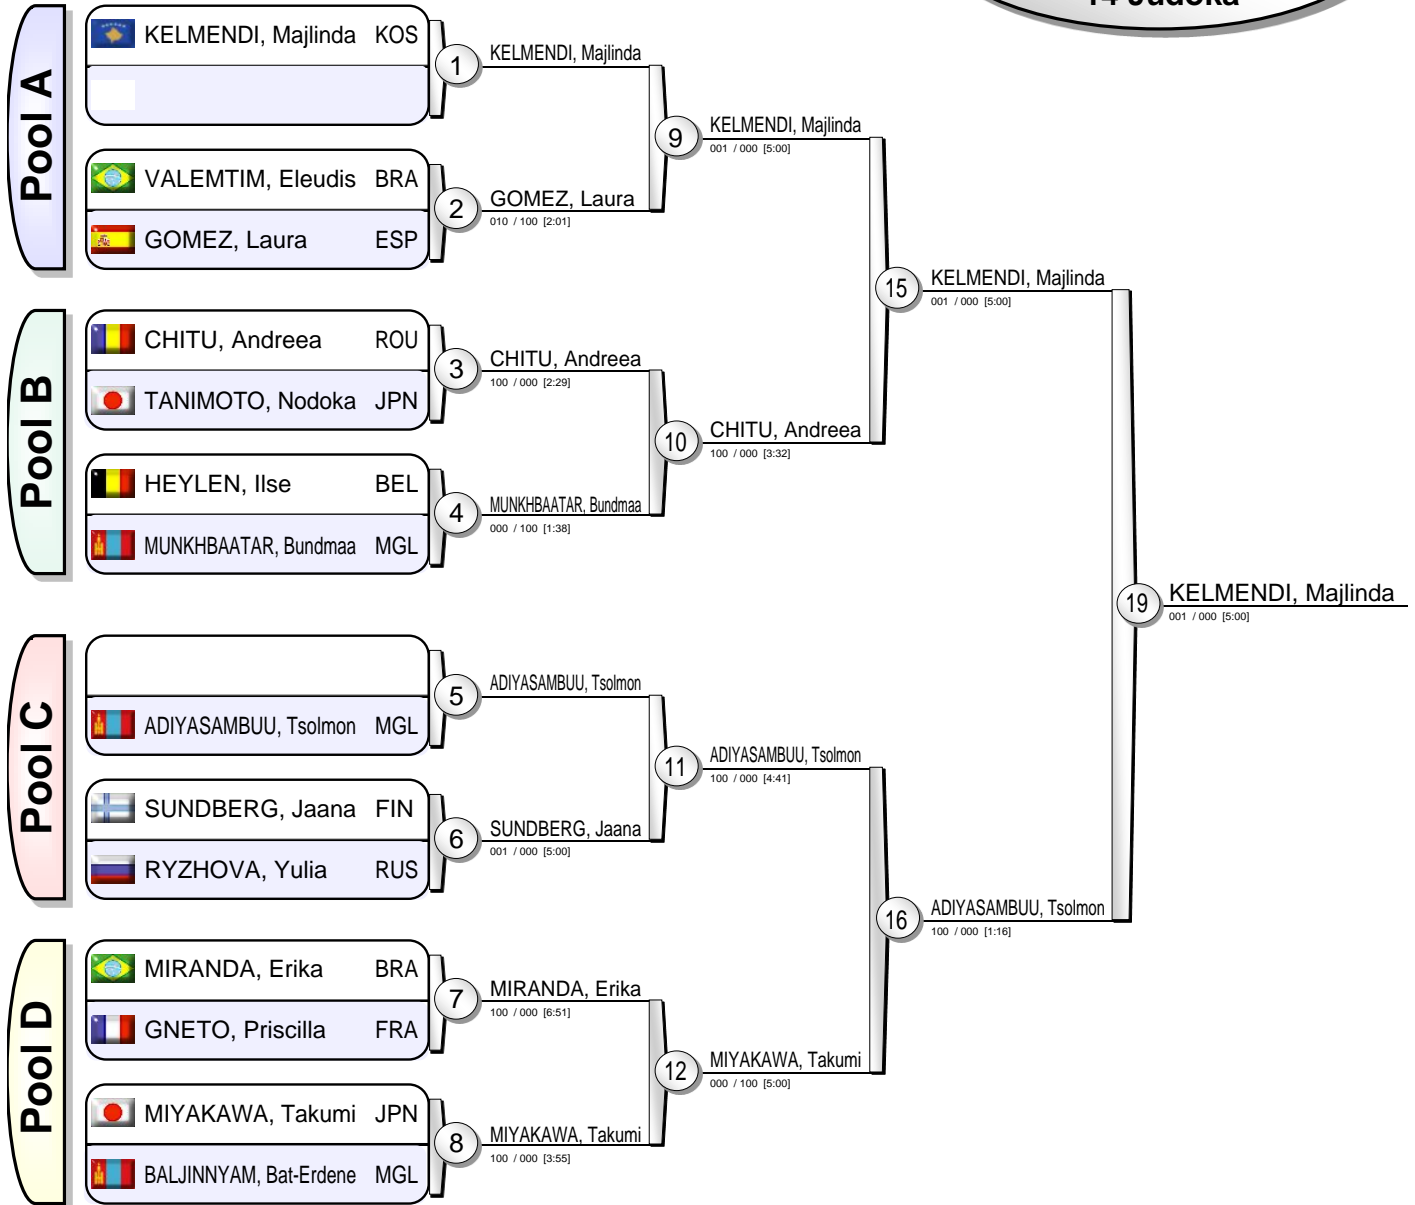 14 Judoka
Pool A
KELMENDI, Majlinda KOS
1
KELMENDI, Majlinda
VALEMTIM, Eleudis BRA
GOMEZ, Laura ESP
2
GOMEZ, Laura
010 / 100 [2:01]
9
KELMENDI, Majlinda
001 / 000 [5:00]
Pool B
CHITU, Andreea ROU
TANIMOTO, Nodoka JPN
3
CHITU, Andreea
100 / 000 [2:29]
HEYLEN, Ilse BEL
MUNKHBAATAR, Bundmaa MGL
4
MUNKHBAATAR, Bundmaa
000 / 100 [1:38]
10
CHITU, Andreea
100 / 000 [3:32]
15
KELMENDI, Majlinda
001 / 000 [5:00]
Pool C
ADIYASAMBUU, Tsolmon MGL
5
ADIYASAMBUU, Tsolmon
SUNDBERG, Jaana FIN
RYZHOVA, Yulia RUS
6
SUNDBERG, Jaana
001 / 000 [5:00]
11
ADIYASAMBUU, Tsolmon
100 / 000 [4:41]
Pool D
MIRANDA, Erika BRA
GNETO, Priscilla FRA
7
MIRANDA, Erika
100 / 000 [6:51]
MIYAKAWA, Takumi JPN
BALJINNYAM, Bat-Erdene MGL
8
MIYAKAWA, Takumi
100 / 000 [3:55]
12
MIYAKAWA, Takumi
000 / 100 [5:00]
16
ADIYASAMBUU, Tsolmon
100 / 000 [1:16]
19
KELMENDI, Majlinda
001 / 000 [5:00]